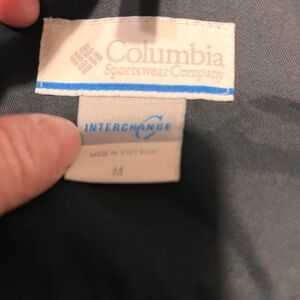 Columbia
Sportswear Company
INTERCHANGE
MADE IN VIETNAM
M